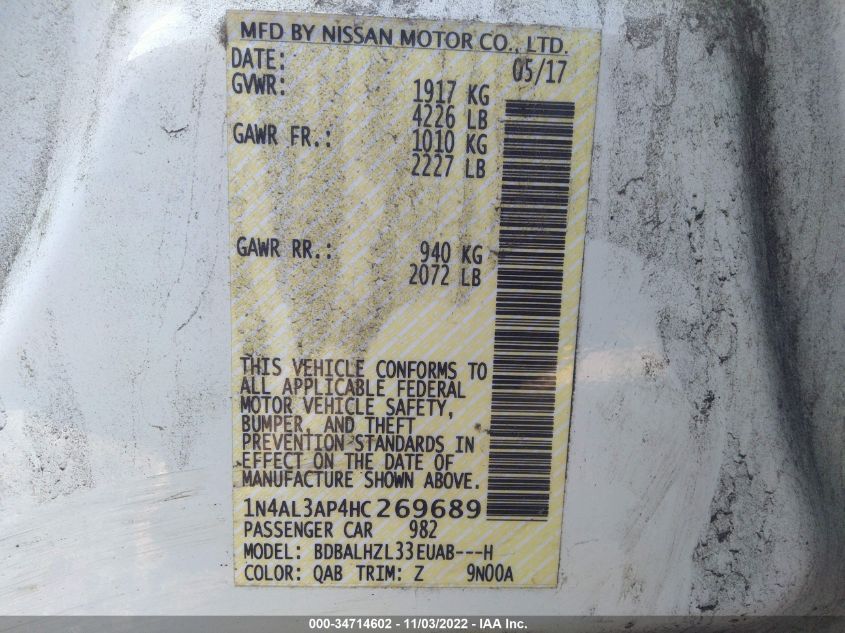 MFD BY NISSAN MOTOR CO., LTD.
DATE: 05/17
GVWR: 1917 KG
4226 LB
GAWR FR.: 1010 KG
2227 LB
GAWR RR.: 940 KG
2072 LB
THIS VEHICLE CONFORMS TO
ALL APPLICABLE FEDERAL
MOTOR VEHICLE SAFETY,
BUMPER, AND THEFT
PREVENTION STANDARDS IN
EFFECT ON THE DATE OF
MANUFACTURE SHOWN ABOVE.
1N4AL3AP4HC269689
PASSENGER CAR 982
MODEL: BDBALHZL33EUAB---H
COLOR: QAB TRIM: Z 9N00A
000-34714602 - 11/03/2022 - IAA Inc.